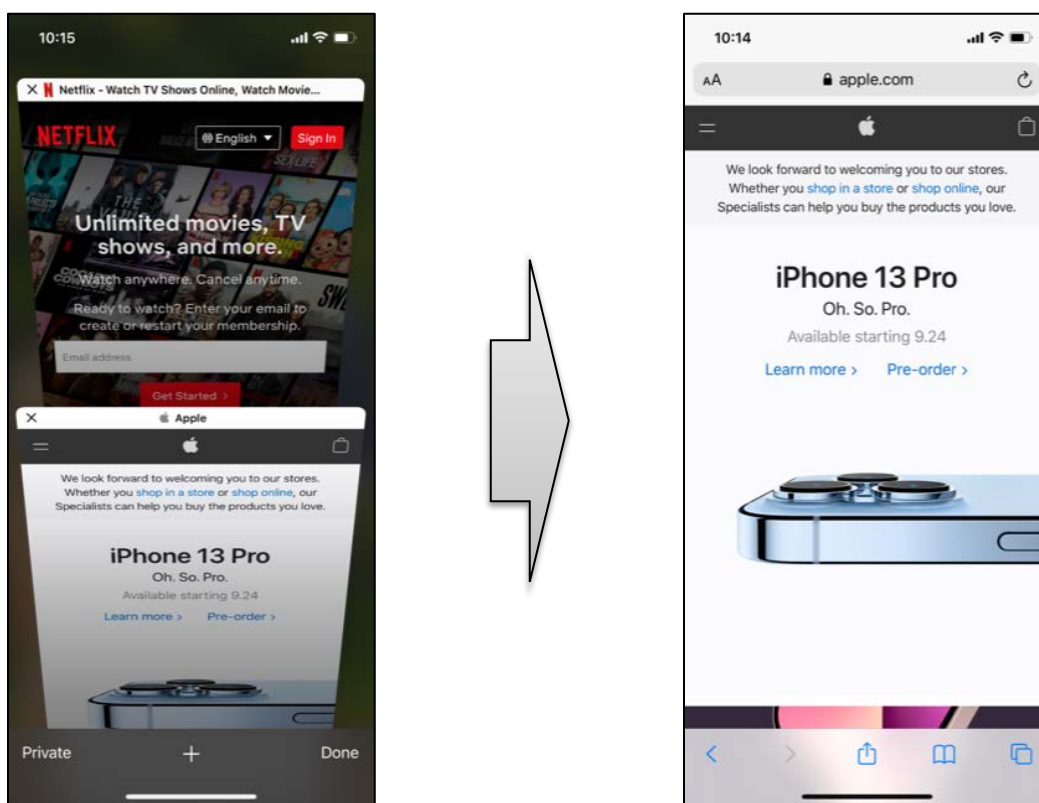 10:15
X Netflix - Watch TV Shows Online, Watch Movie...
NETFLIX
English
Sign In
Unlimited movies, TV
shows, and more.
Watch anywhere. Cancel anytime.
Ready to watch? Enter your email to
create or restart your membership.
Email address
Get Started >
X Apple
We look forward to welcoming you to our stores.
Whether you shop in a store or shop online, our
Specialists can help you buy the products you love.
iPhone 13 Pro
Oh. So. Pro.
Available starting 9.24
Learn more > Pre-order >
Private + Done
10:14
AA apple.com
We look forward to welcoming you to our stores.
Whether you shop in a store or shop online, our
Specialists can help you buy the products you love.
iPhone 13 Pro
Oh. So. Pro.
Available starting 9.24
Learn more > Pre-order >